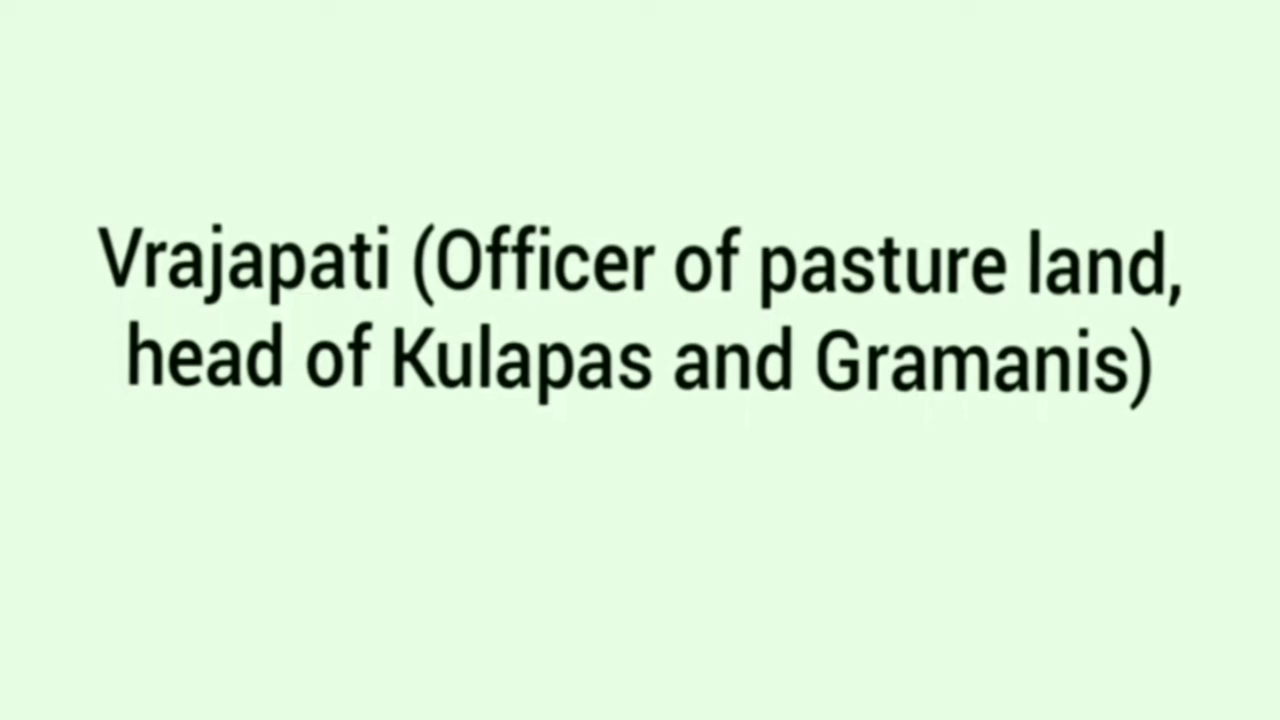 Vrajapati (Officer of pasture land,
head of Kulapas and Gramanis)